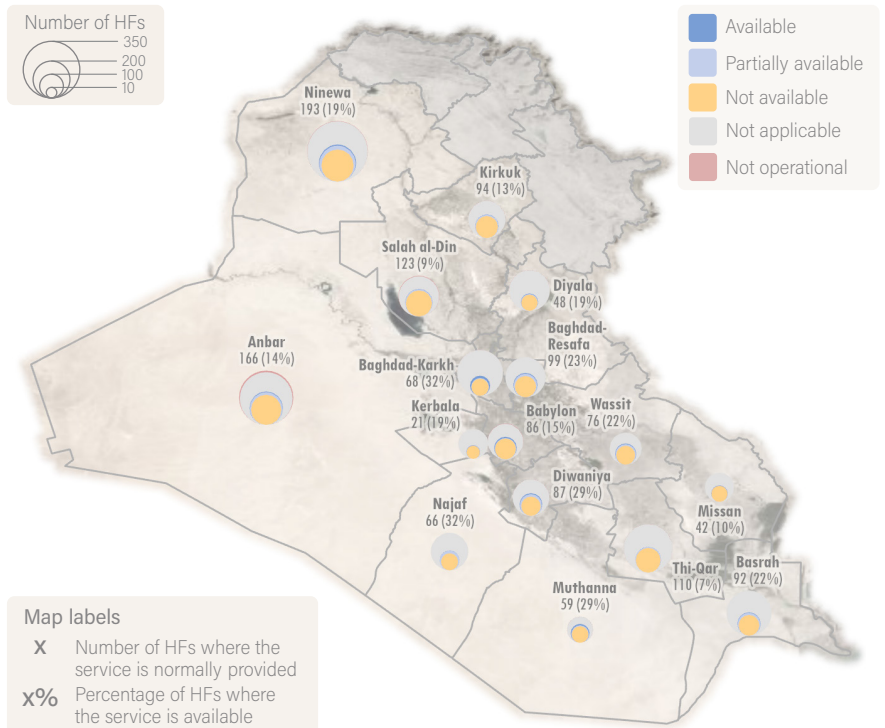 Number of HFs
350
200
100
10
Available
Partially available
Not available
Not applicable
Not operational
Ninewa
193 (19%)
Kirkuk
94 (13%)
Salah al-Din
123 (9%)
Diyala
48 (19%)
Baghdad-
Resafa
99 (23%)
Anbar
166 (14%)
Baghdad-Karkh
68 (32%)
Kerbala
21 (19%)
Babylon
86 (15%)
Wassit
76 (22%)
Diwaniya
87 (29%)
Najaf
66 (32%)
Missan
42 (10%)
Thi-Qar
110 (7%)
Basrah
92 (22%)
Muthanna
59 (29%)
Map labels
X Number of HFs where the
service is normally provided
x% Percentage of HFs where
the service is available